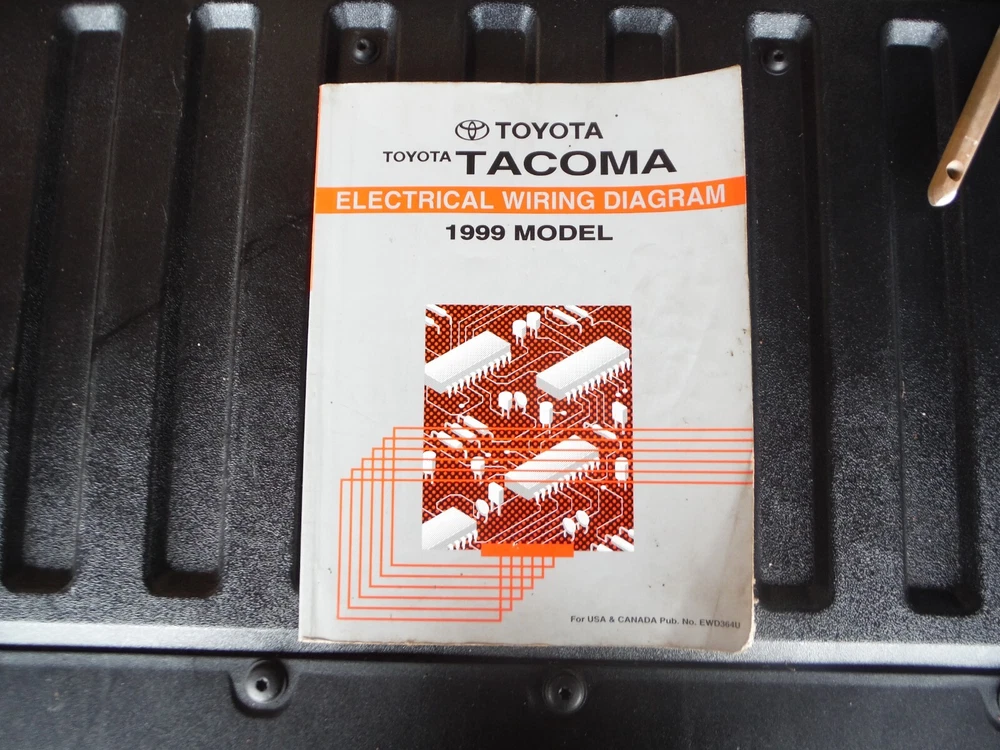 TOYOTA
TOYOTA TACOMA
ELECTRICAL WIRING DIAGRAM
1999 MODEL
For USA & CANADA Pub. No. EWD364U